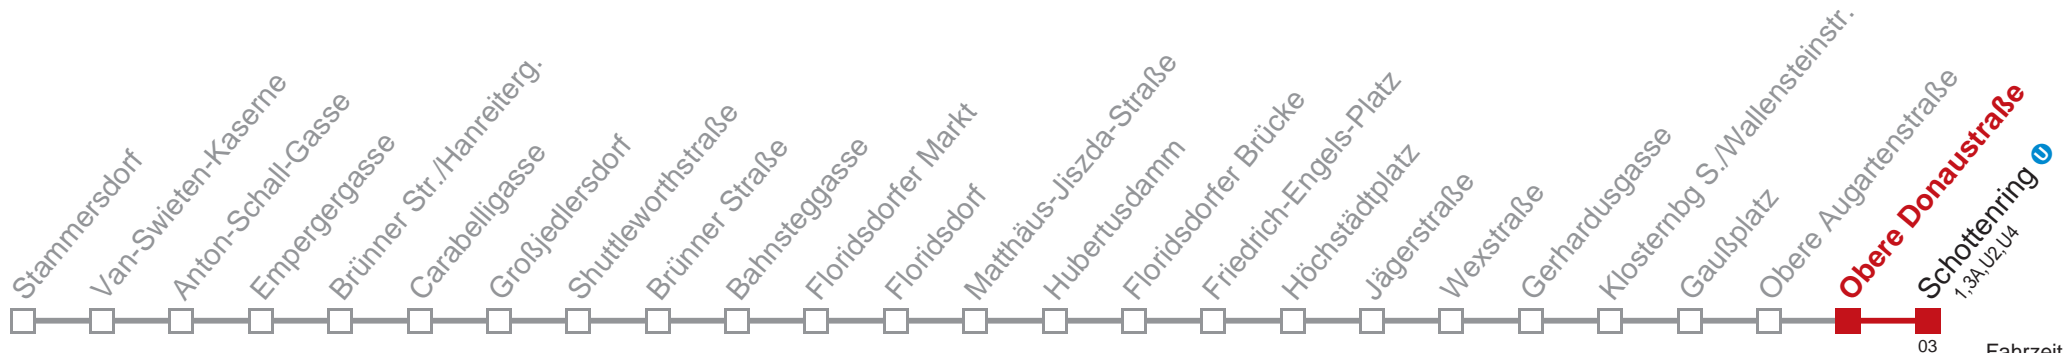 Stammersdorf
Van-Swieten-Kaserne
Anton-Schall-Gasse
Empergergasse
Brünner Str./Hanreiterg.
Carabelligasse
Großjedlersdorf
Shuttleworthstraße
Brünner Straße
Bahnsteggasse
Floridsdorfer Markt
Floridsdorf
Matthäus-Jiszda-Straße
Hubertusdamm
Floridsdorfer Brücke
Friedrich-Engels-Platz
Höchstädtplatz
Jägerstraße
Wexstraße
Gerhardusgasse
Klosternbg S./Wallensteinstr.
Gaußplatz
Obere Augartenstraße
Obere Donaustraße
Schottenring U
1,3A,U2,U4
03
Fahrzeit